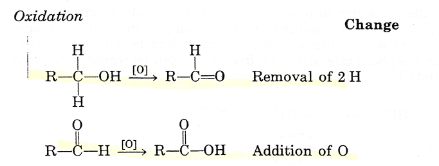 Oxidation
Change
H H
R—C—OH [O] R—C=O Removal of 2 H
H
O O
R—C—H [O] R—C—OH Addition of O